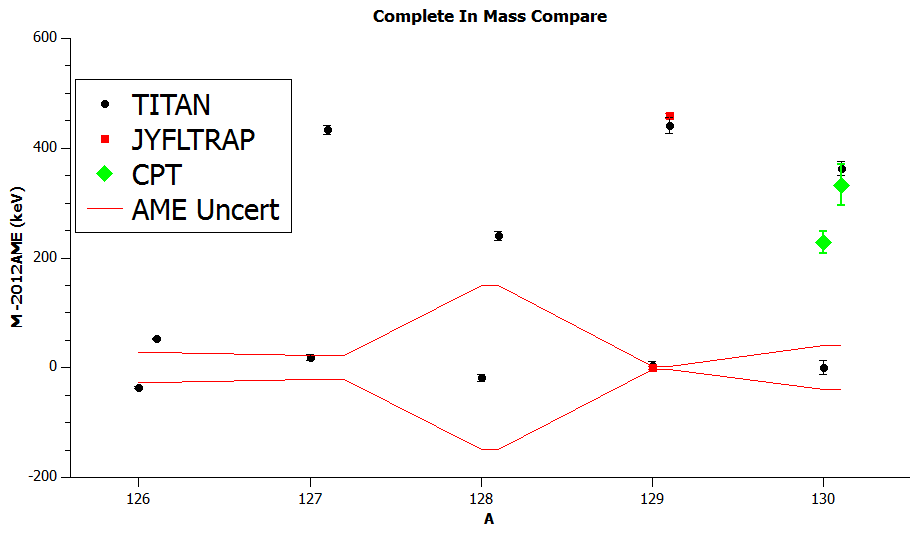 Complete In Mass Compare
600
400
200
0
-200
M-2012AME (keV)
TITAN
JYFLTRAP
CPT
AME Uncert
126
127
128
129
130
A